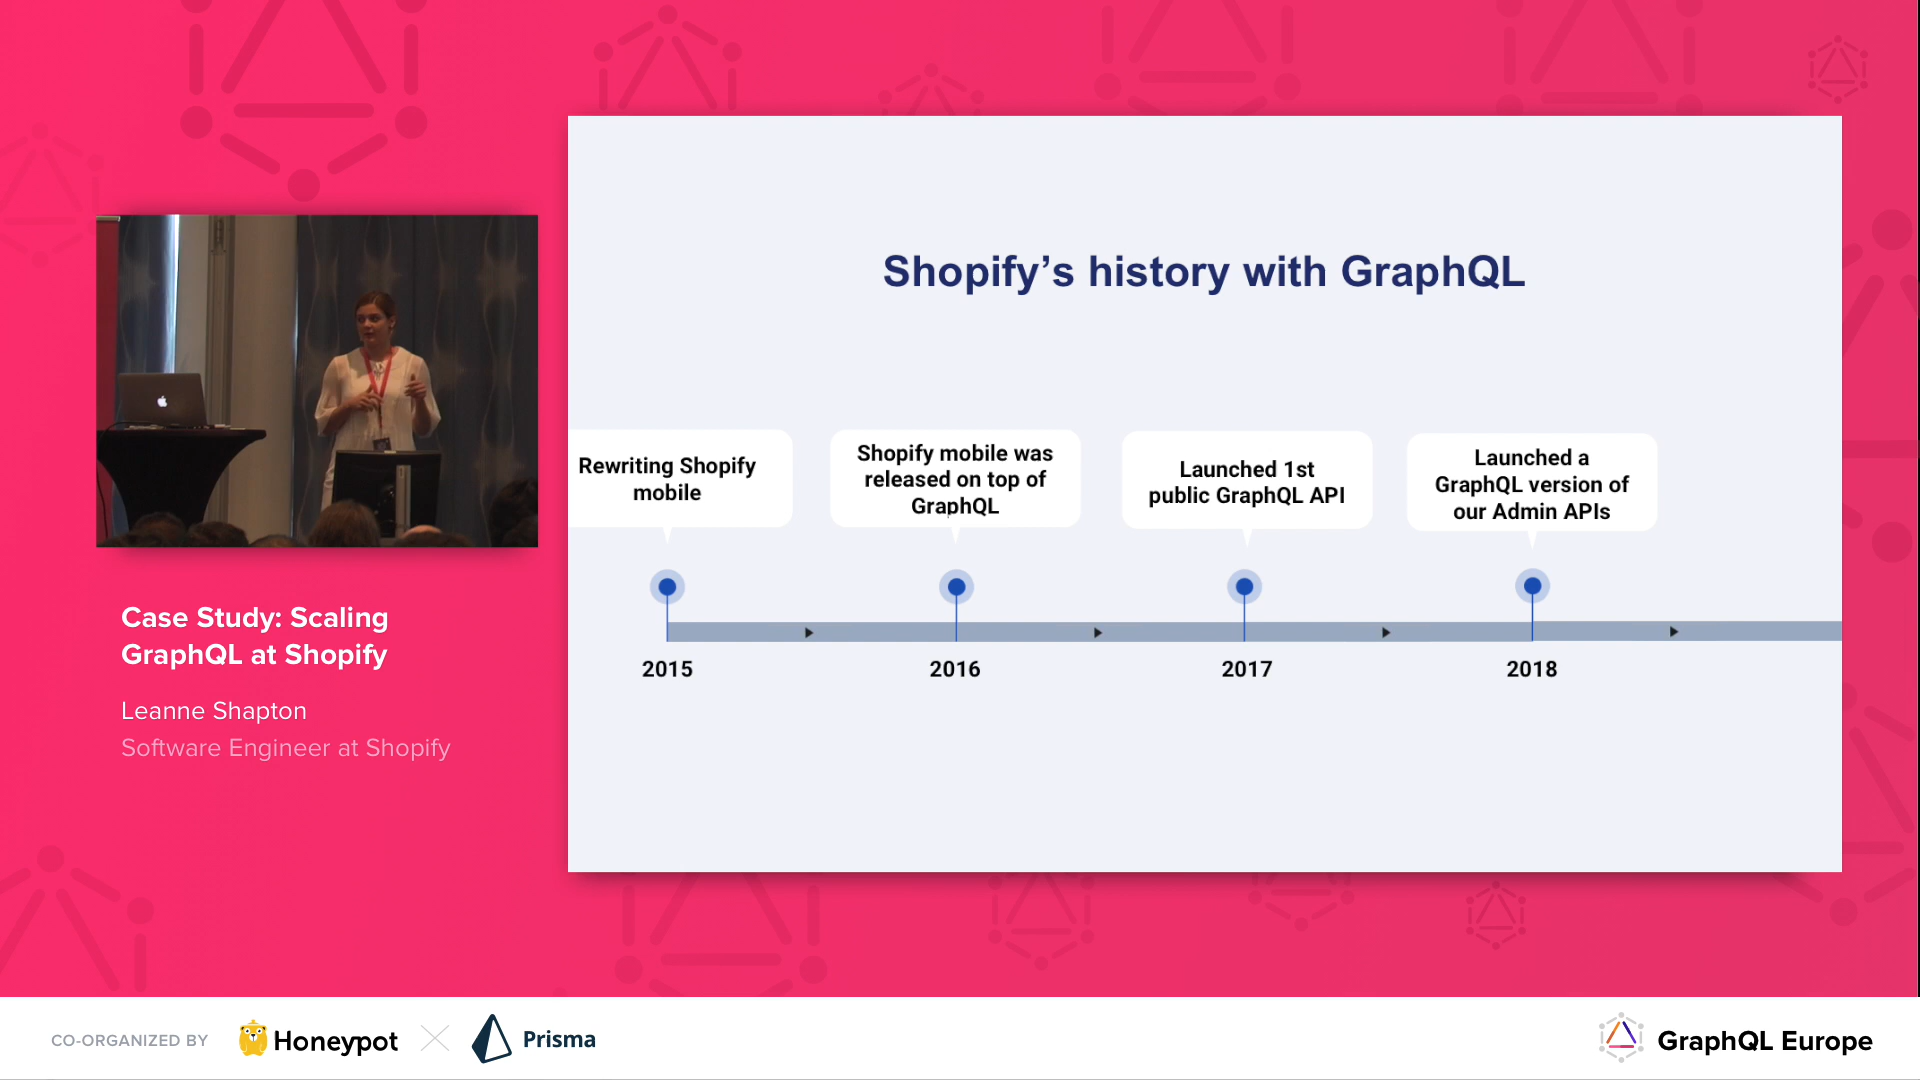 Shopify’s history with GraphQL
Rewriting Shopify
mobile
Shopify mobile was
released on top of
GraphQL
Launched 1st
public GraphQL API
Launched a
GraphQL version of
our Admin APIs
2015
2016
2017
2018
Case Study: Scaling
GraphQL at Shopify
Leanne Shapton
Software Engineer at Shopify
CO-ORGANIZED BY
Honeypot
Prisma
GraphQL Europe